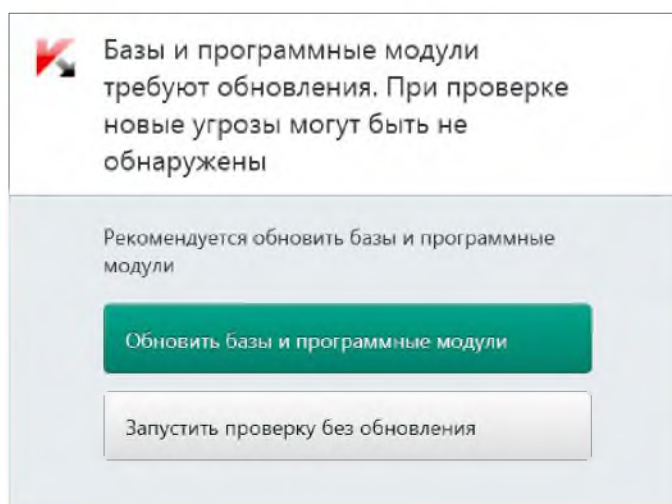 Базы и программные модули
требуют обновления. При проверке
новые угрозы могут быть не
обнаружены
Рекомендуется обновить базы и программные
модули
Обновить базы и программные модули
Запустить проверку без обновления